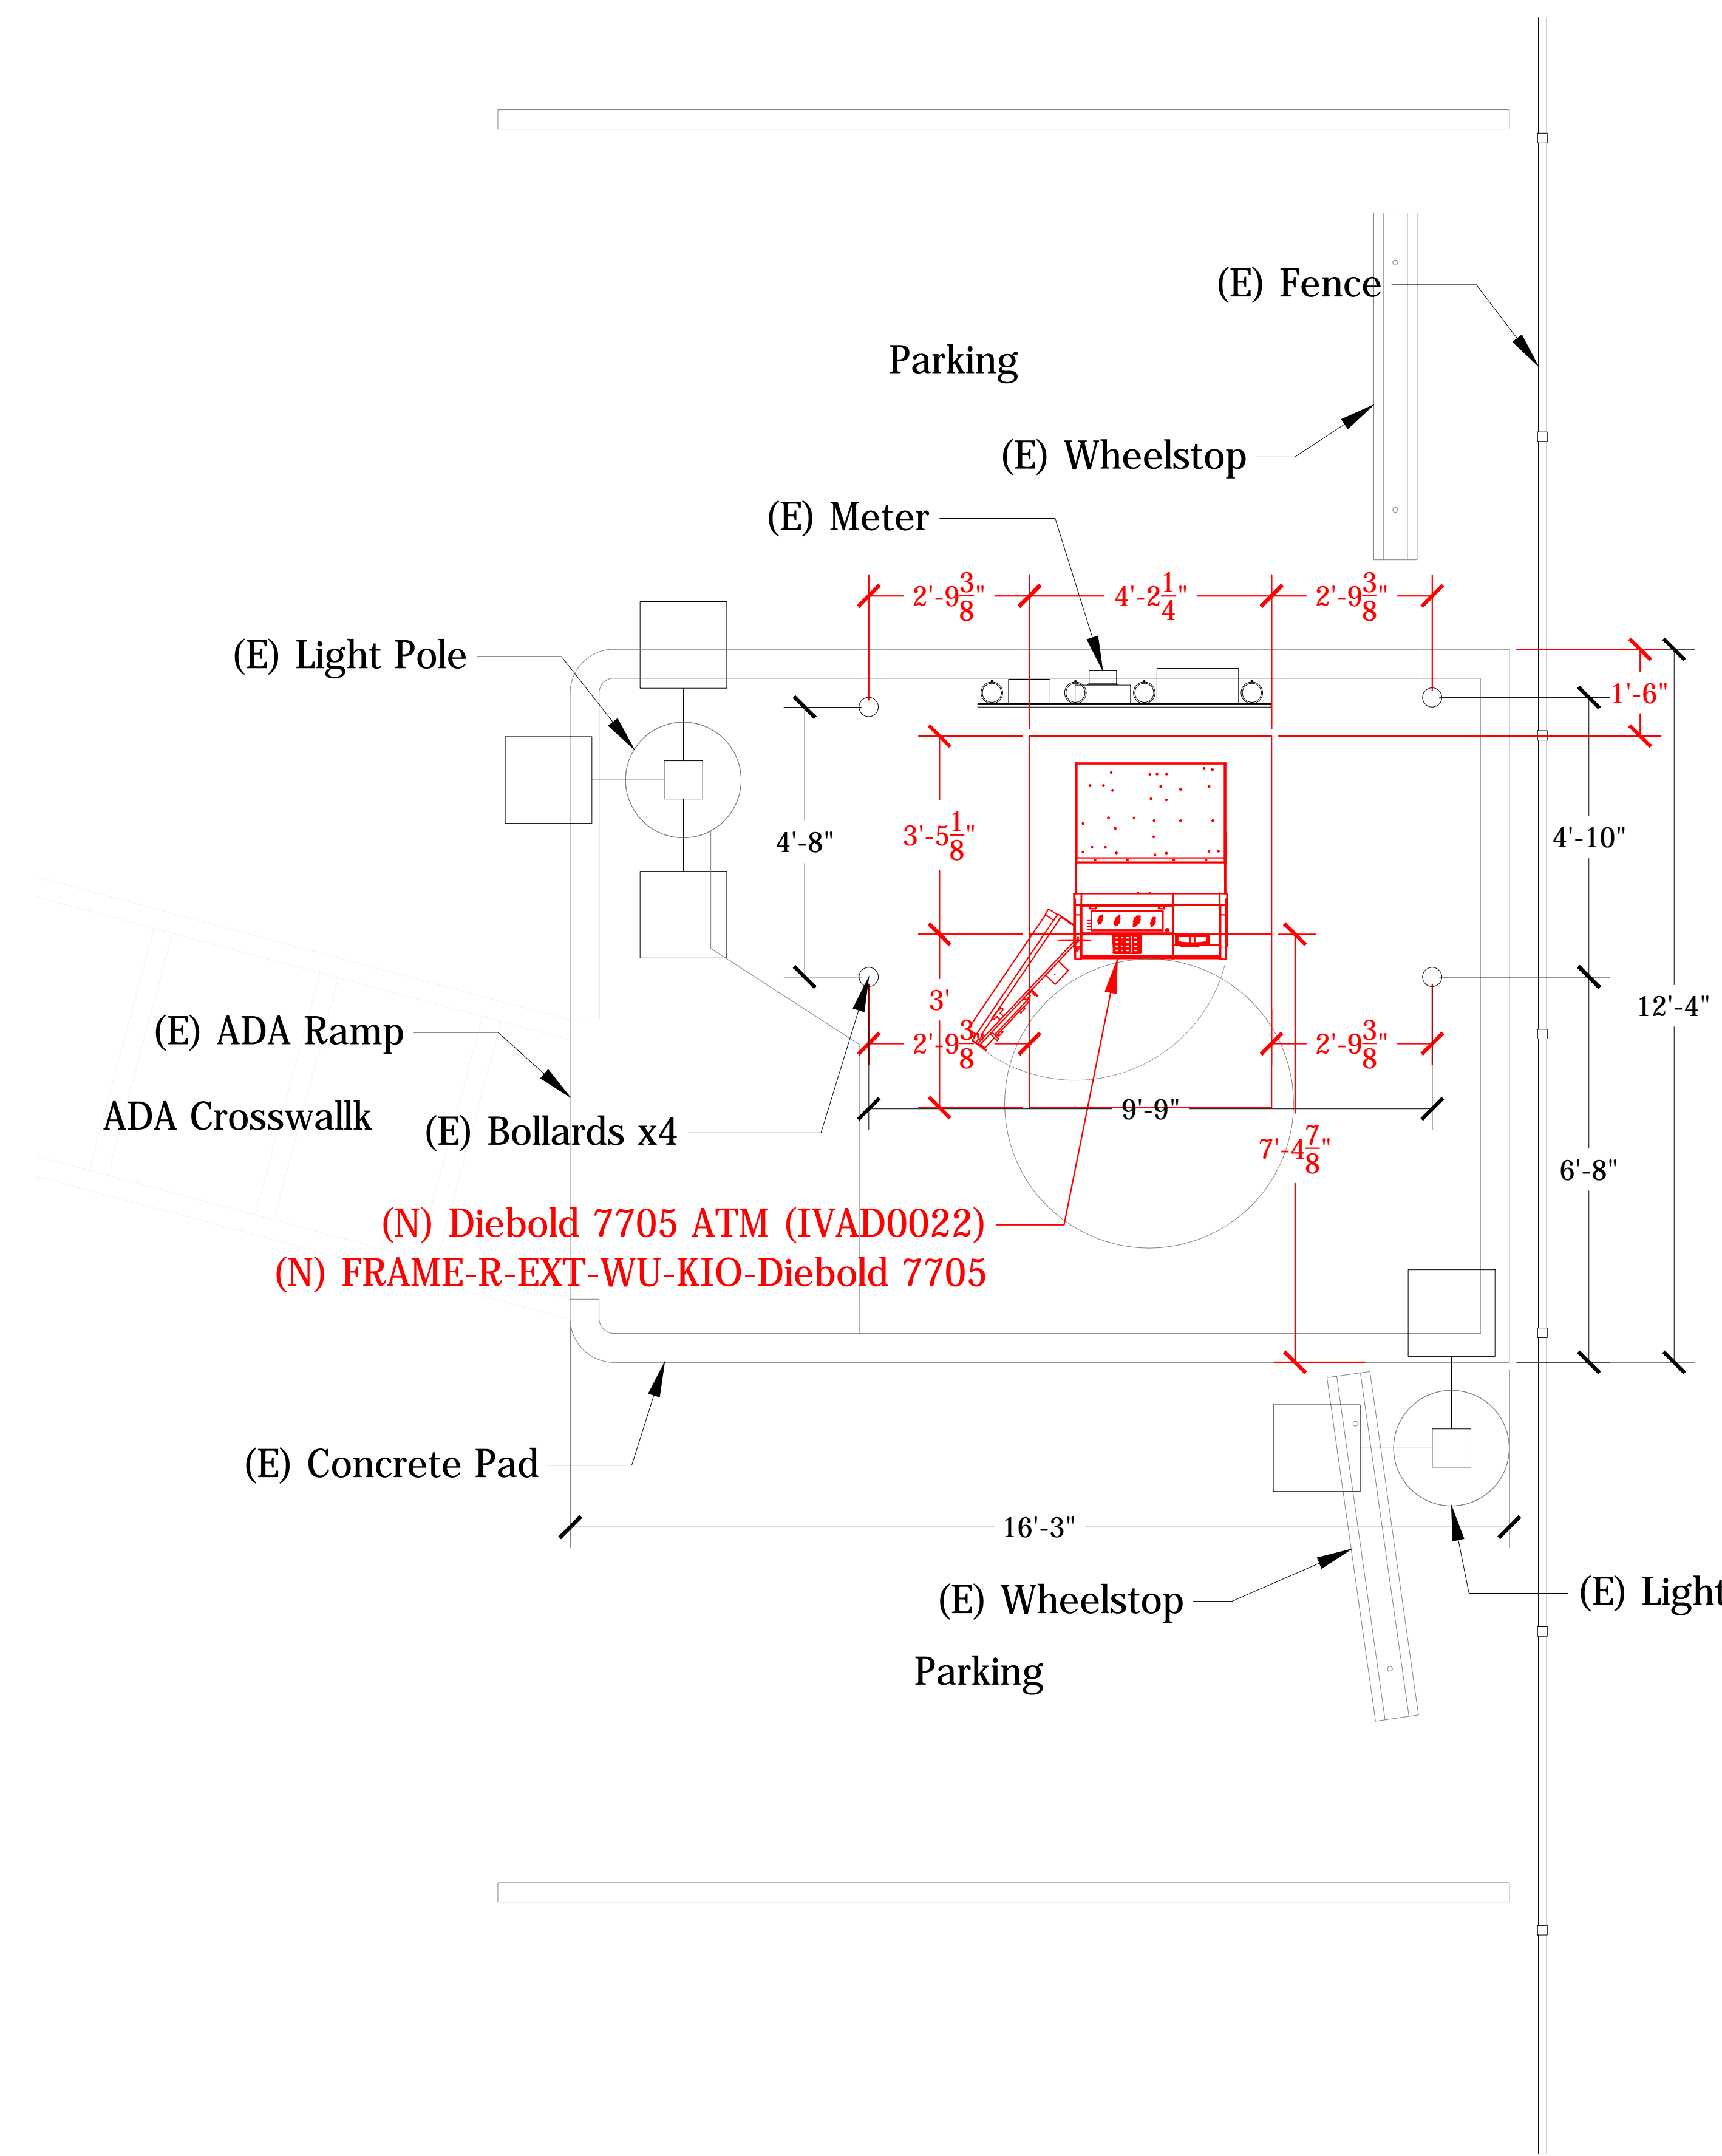 (E) Fence
Parking
(E) Wheelstop
(E) Meter
2'-9 3/8"
4'-2 1/4"
2'-9 3/8"
(E) Light Pole
1'-6"
4'-8"
3'-5 1/8"
4'-10"
3'
12'-4"
(E) ADA Ramp
2'-9 3/8"
2'-9 3/8"
ADA Crosswallk
(E) Bollards x4
9'-9"
7'-4 7/8"
6'-8"
(N) Diebold 7705 ATM (IVAD0022)
(N) FRAME-R-EXT-WU-KIO-Diebold 7705
(E) Concrete Pad
16'-3"
(E) Wheelstop
(E) Light
Parking